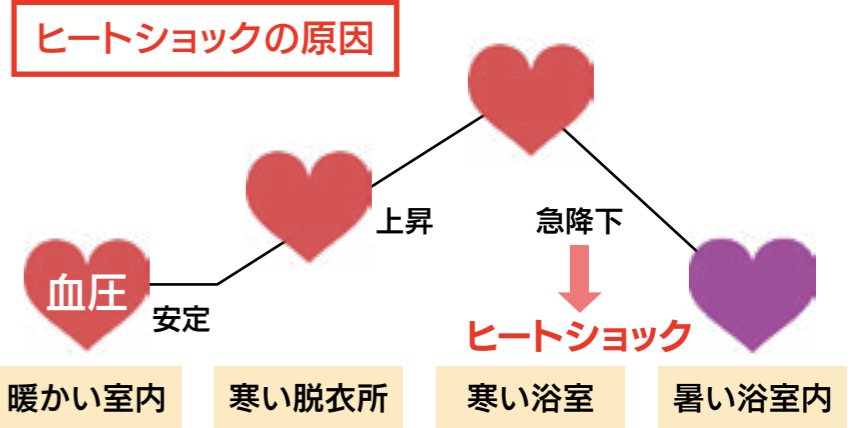 ヒートショックの原因
血圧
安定
上昇
急降下
ヒートショック
暖かい室内
寒い脱衣所
寒い浴室
暑い浴室内